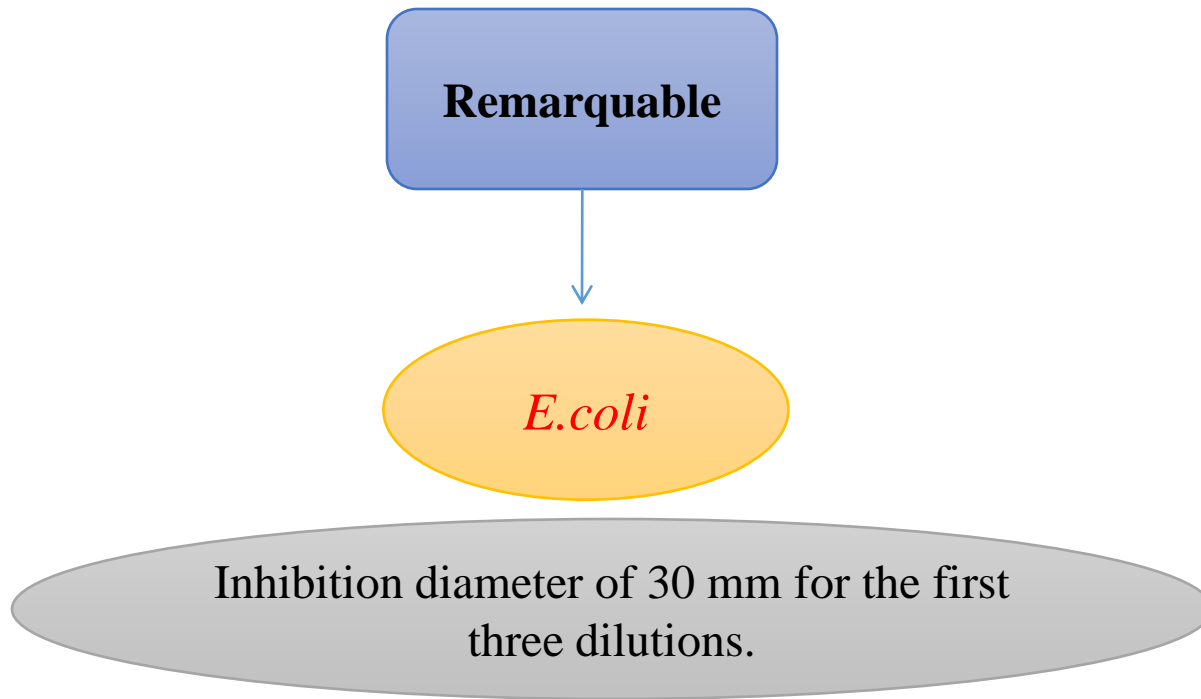 Remarquable
E.coli
Inhibition diameter of 30 mm for the first
three dilutions.